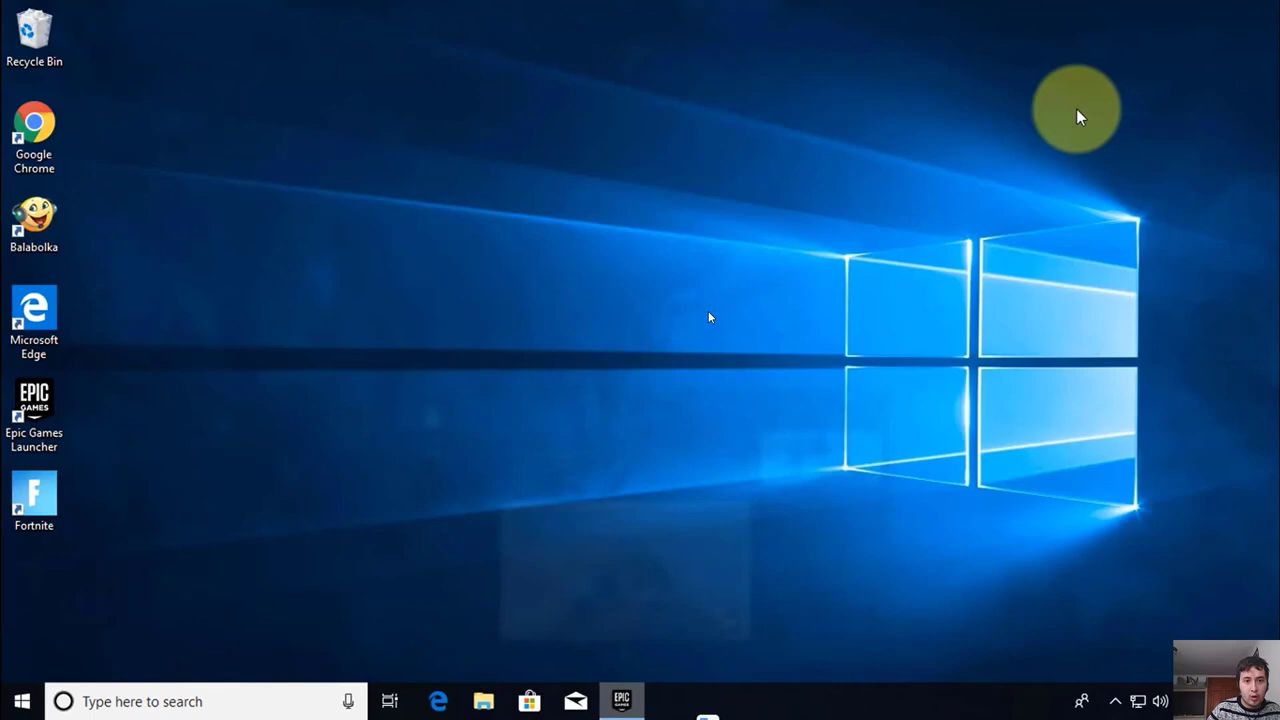 Recycle Bin
Google
Chrome
Balabolka
Microsoft
Edge
EPIC
GAMES
Epic Games
Launcher
F
Fortnite
Type here to search
EPIC
GAMES